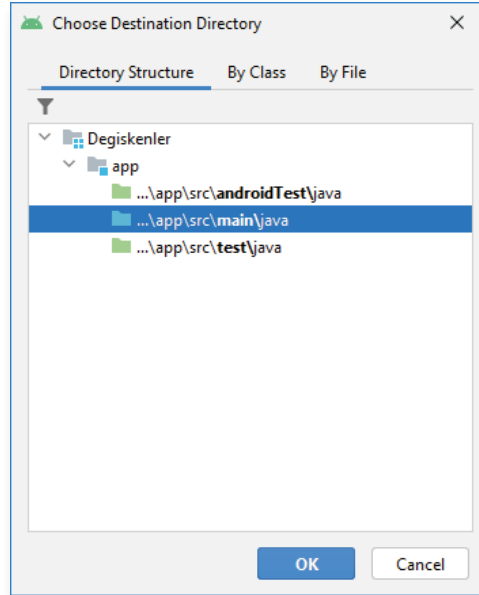 Choose Destination Directory
Directory Structure By Class By File
Degiskenler
app
...\app\src\androidTest\java
...\app\src\main\java
...\app\src\test\java
OK Cancel